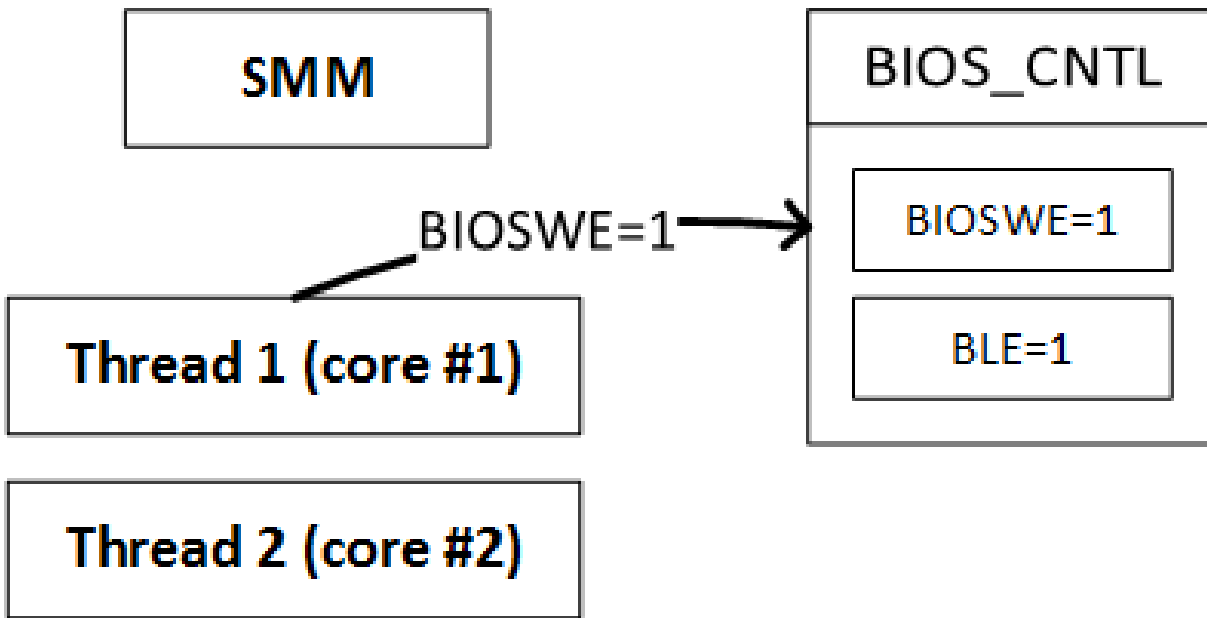 SMM
BIOS_CNTL
BIOSWE=1
BIOSWE=1
BLE=1
Thread 1 (core #1)
Thread 2 (core #2)